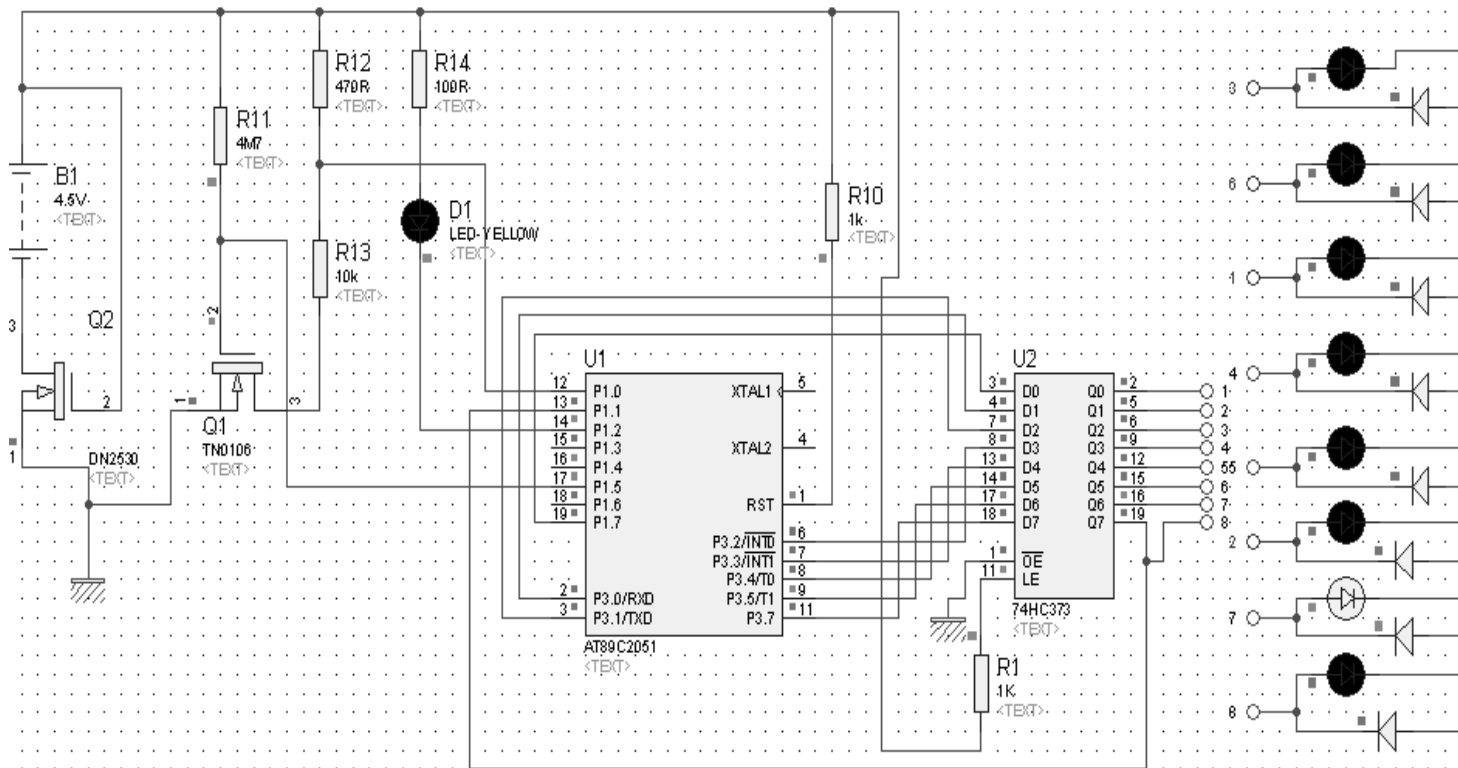 R12
470R
<TEXT>
R14
100R
<TEXT>
R11
4M7
<TEXT>
B1
4.5V
<TEXT>
D1
LED-YELLOW
<TEXT>
R10
1k
<TEXT>
R13
10k
<TEXT>
3
Q2
2
1
DN2530
<TEXT>
2
1
3
Q1
TN0106
<TEXT>
U1
12 P1.0 XTAL1 5
13 P1.1
14 P1.2
15 P1.3 XTAL2 4
16 P1.4
17 P1.5
18 P1.6 RST 1
19 P1.7
P3.2/INT0 6
P3.3/INT1 7
P3.4/T0 8
2 P3.0/RXD P3.5/T1 9
3 P3.1/TXD P3.7 11
AT89C2051
<TEXT>
U2
3 D0 Q0 2 1
4 D1 Q1 5 2
7 D2 Q2 6 3
8 D3 Q3 9 4
13 D4 Q4 12 55
14 D5 Q5 15 6
17 D6 Q6 16 7
18 D7 Q7 19 8
1 OE
11 LE
74HC373
<TEXT>
R1
1K
<TEXT>
3
6
1
4
2
7
8